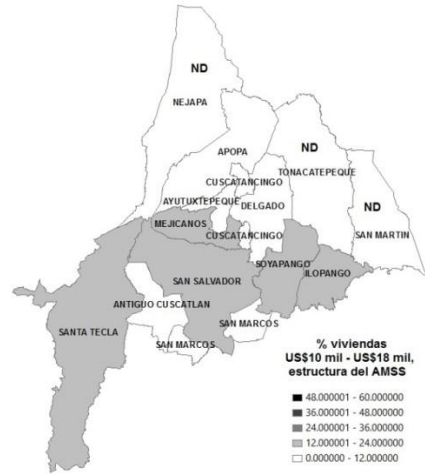 ND
NEJAPA
ND
APOPA
TONACATEPEQUE
CUSCATANCINGO
ND
AYUTUXTEPEQUE
DELGADO
MEJICANOS
CUSCATANCINGO
SAN MARTIN
SOYAPANGO
ILOPANGO
SAN SALVADOR
ANTIGUO CUSCATLAN
SANTA TECLA
SAN MARCOS
SAN MARCOS
% viviendas
US$10 mil - US$18 mil,
estructura del AMSS
48.000001 - 60.000000
36.000001 - 48.000000
24.000001 - 36.000000
12.000001 - 24.000000
0.000000 - 12.000000